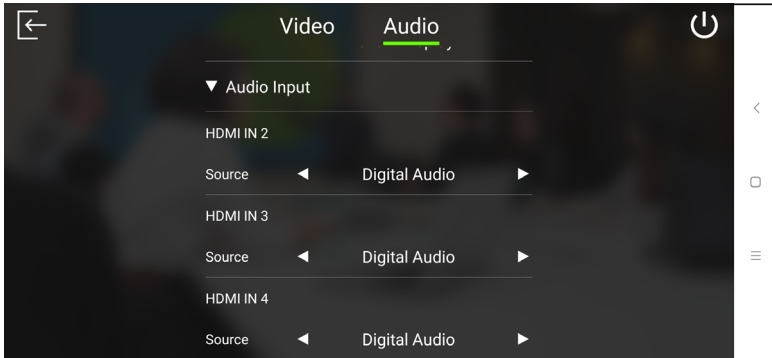 Video Audio
▼ Audio Input
HDMI IN 2
Source ◀ Digital Audio ▶
HDMI IN 3
Source ◀ Digital Audio ▶
HDMI IN 4
Source ◀ Digital Audio ▶